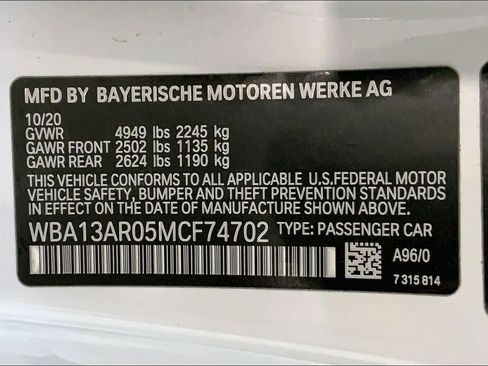 MFD BY BAYERISCHE MOTOREN WERKE AG
10/20
GVWR 4949 lbs 2245 kg
GAWR FRONT 2502 lbs 1135 kg
GAWR REAR 2624 lbs 1190 kg
THIS VEHICLE CONFORMS TO ALL APPLICABLE U.S.FEDERAL MOTOR
VEHICLE SAFETY, BUMPER AND THEFT PREVENTION STANDARDS
IN EFFECT ON THE DATE OF MANUFACTURE SHOWN ABOVE.
WBA13AR05MCF74702 TYPE: PASSENGER CAR
A96/0
7 315 814